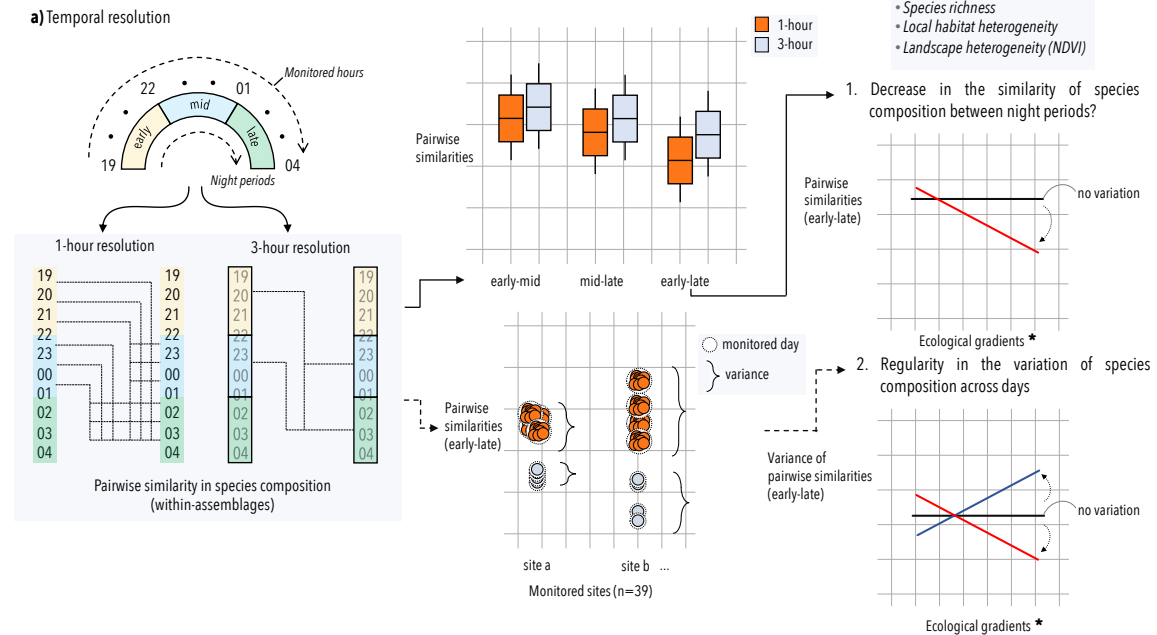 a) Temporal resolution
Monitored hours
22
01
mid
early
late
19
04
Night periods
1-hour resolution
3-hour resolution
19
20
21
22
23
00
01
02
03
04
19
20
21
22
23
00
01
02
03
04
19
20
21
22
23
00
01
02
03
04
19
20
21
22
23
00
01
02
03
04
Pairwise similarity in species composition
(within-assemblages)
1-hour
3-hour
Pairwise
similarities
early-mid
mid-late
early-late
monitored day
variance
Pairwise
similarities
(early-late)
site a
site b
...
Monitored sites (n=39)
• Species richness
• Local habitat heterogeneity
• Landscape heterogeneity (NDVI)
1. Decrease in the similarity of species
composition between night periods?
Pairwise
similarities
(early-late)
no variation
Ecological gradients *
2. Regularity in the variation of species
composition across days
Variance of
pairwise similarities
(early-late)
no variation
Ecological gradients *